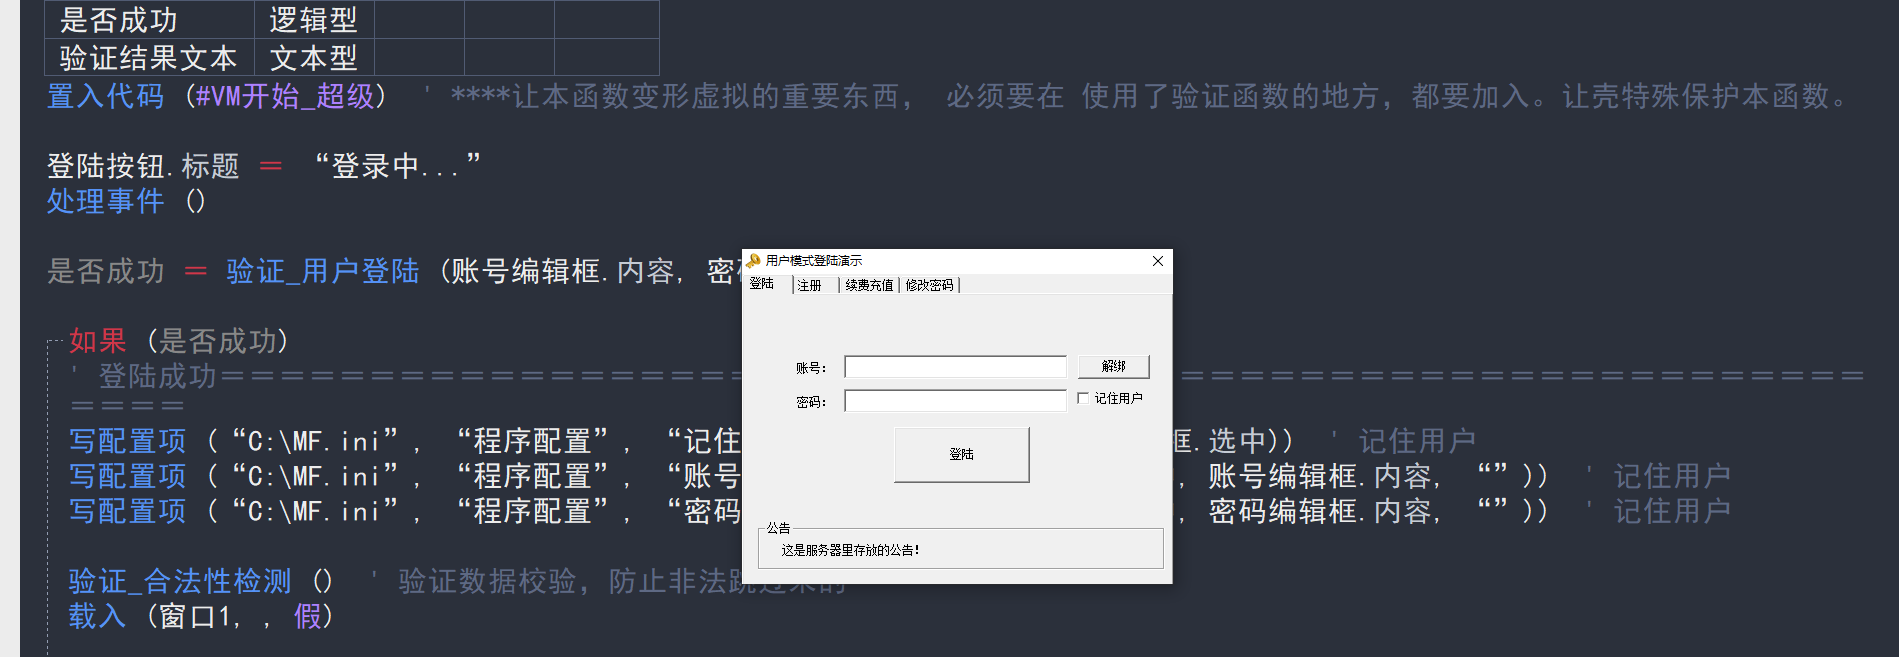 是否成功 逻辑型
验证结果文本 文本型
置入代码 (#VM开始_超级) ' ****让本函数变形虚拟的重要东西， 必须要在 使用了验证函数的地方，都要加入。让壳特殊保护本函数。
登陆按钮.标题 ＝ “登录中...”
处理事件 ()
是否成功 ＝ 验证_用户登陆 (账号编辑框.内容, 密
如果 (是否成功)
' 登陆成功＝＝＝＝＝＝＝＝＝＝＝＝＝＝＝＝＝ ＝＝＝＝＝＝＝＝＝＝＝＝＝＝＝＝＝＝＝＝＝＝＝
＝＝＝＝
写配置项 (“C:\MF.ini”, “程序配置”, “记住 框.选中)) ' 记住用户
写配置项 (“C:\MF.ini”, “程序配置”, “账号 , 账号编辑框.内容, “”)) ' 记住用户
写配置项 (“C:\MF.ini”, “程序配置”, “密码 , 密码编辑框.内容, “”)) ' 记住用户
验证_合法性检测 () ' 验证数据校验，防止非法跳过来的
载入 (窗口1, , 假)
用户模式登陆演示
登陆 注册 续费充值 修改密码
账号： 解绑
密码： 记住用户
登陆
公告
这是服务器里存放的公告！